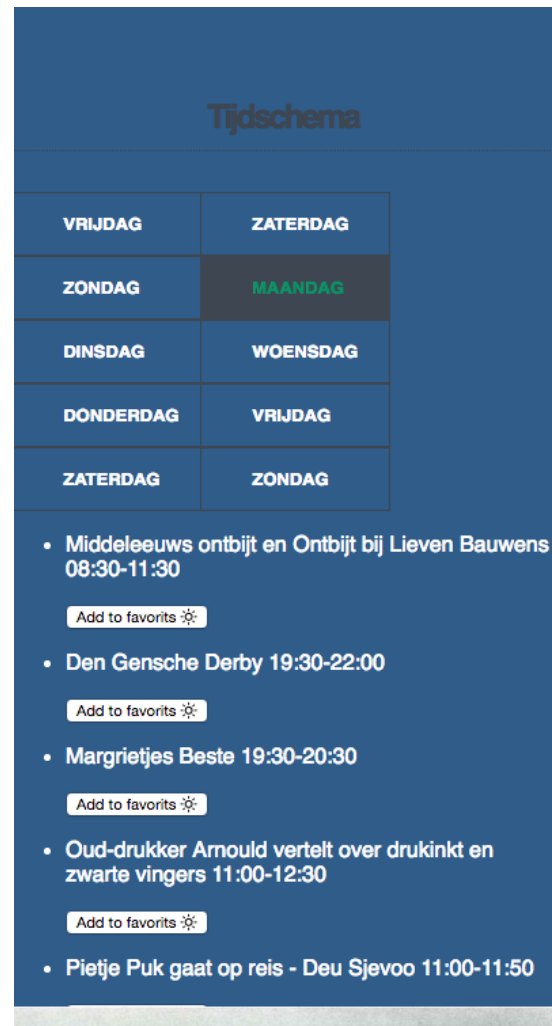 Tijdschema
VRIJDAG ZATERDAG
ZONDAG MAANDAG
DINSDAG WOENSDAG
DONDERDAG VRIJDAG
ZATERDAG ZONDAG
• Middeleeuws ontbijt en Ontbijt bij Lieven Bauwens
08:30-11:30
Add to favorits
• Den Gensche Derby 19:30-22:00
Add to favorits
• Margrietjes Beste 19:30-20:30
Add to favorits
• Oud-drukker Arnould vertelt over drukinkt en
zwarte vingers 11:00-12:30
Add to favorits
• Pietje Puk gaat op reis - Deu Sjevoo 11:00-11:50